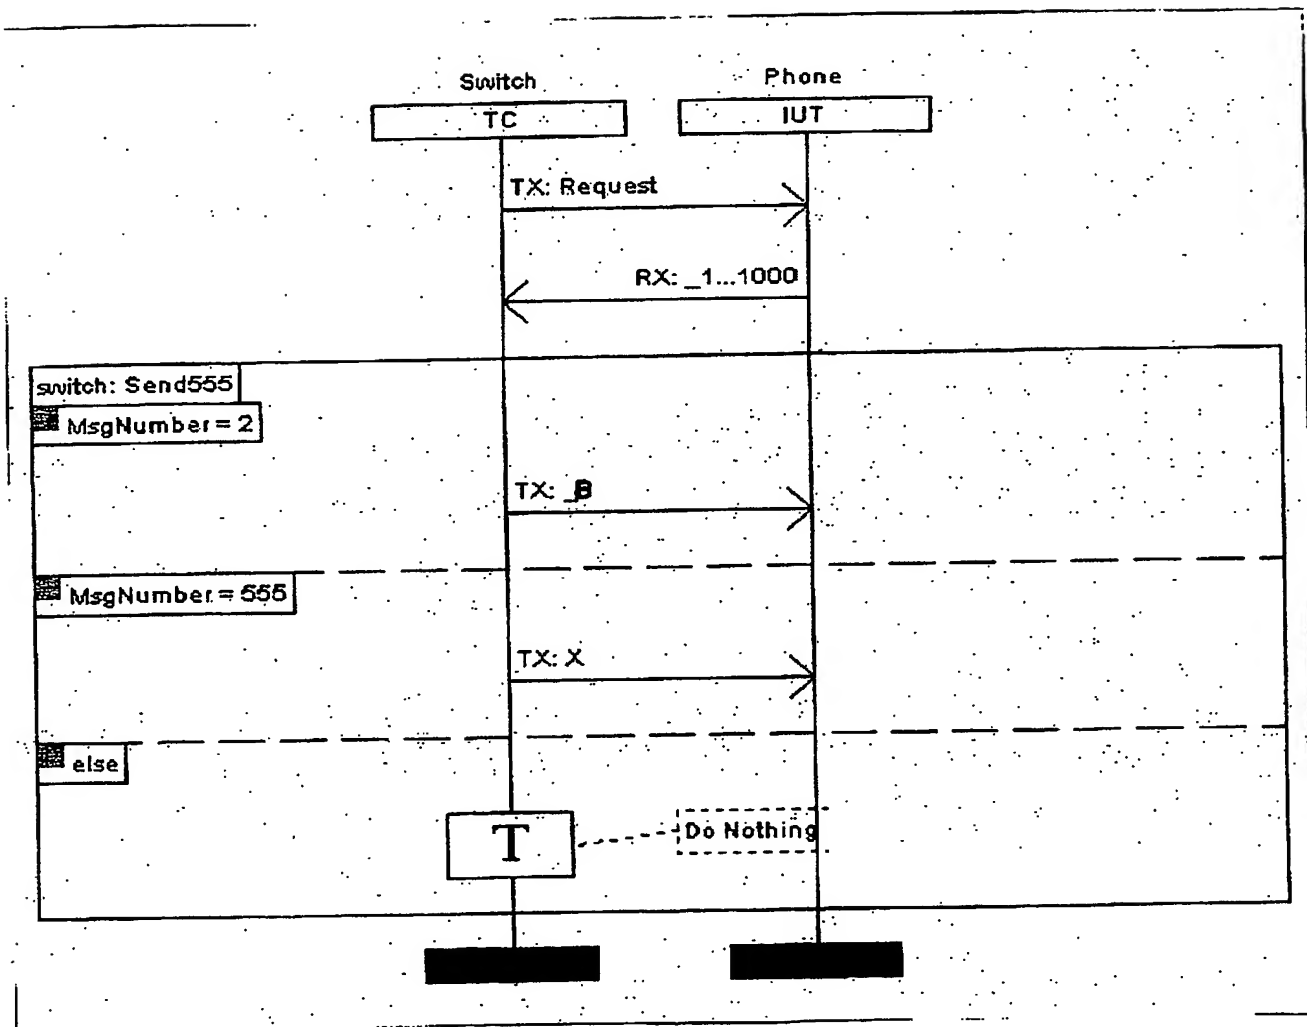 Switch
Phone
TC
IUT
TX: Request
RX: _1...1000
switch: Send555
MsgNumber = 2
TX: _B
MsgNumber = 555
TX: X
else
T
Do Nothing